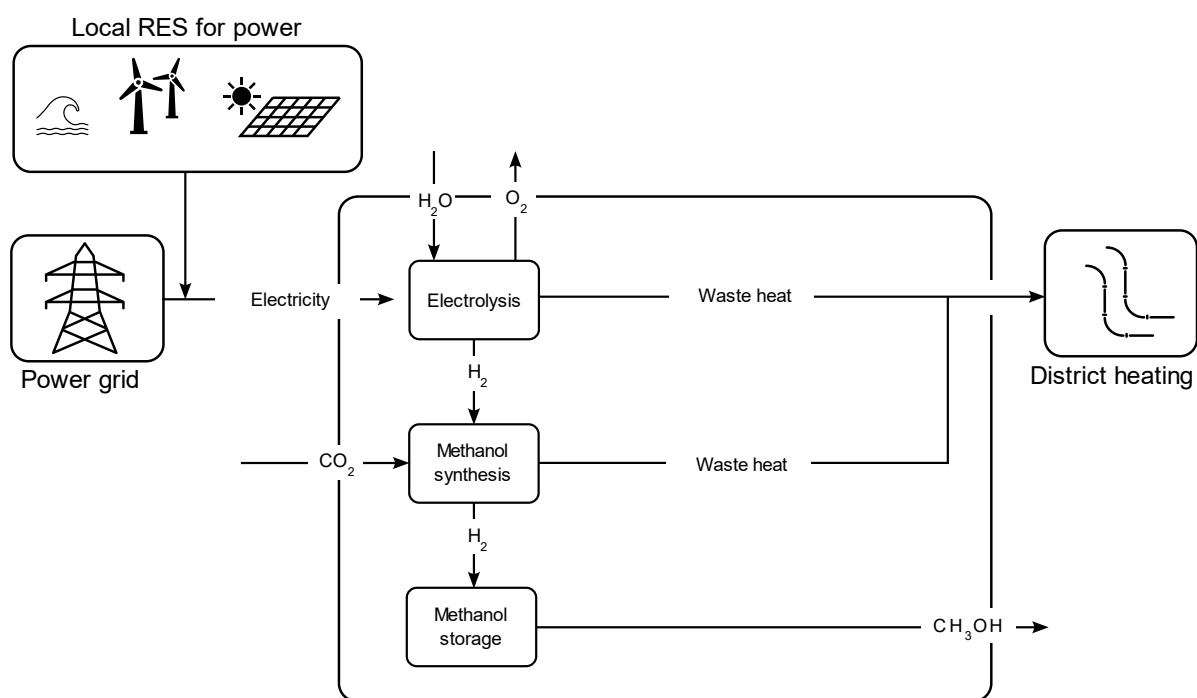 Local RES for power
H₂O
O₂
Electricity
Electrolysis
Waste heat
Power grid
District heating
H₂
CO₂
Methanol
synthesis
Waste heat
H₂
Methanol
storage
CH₃OH